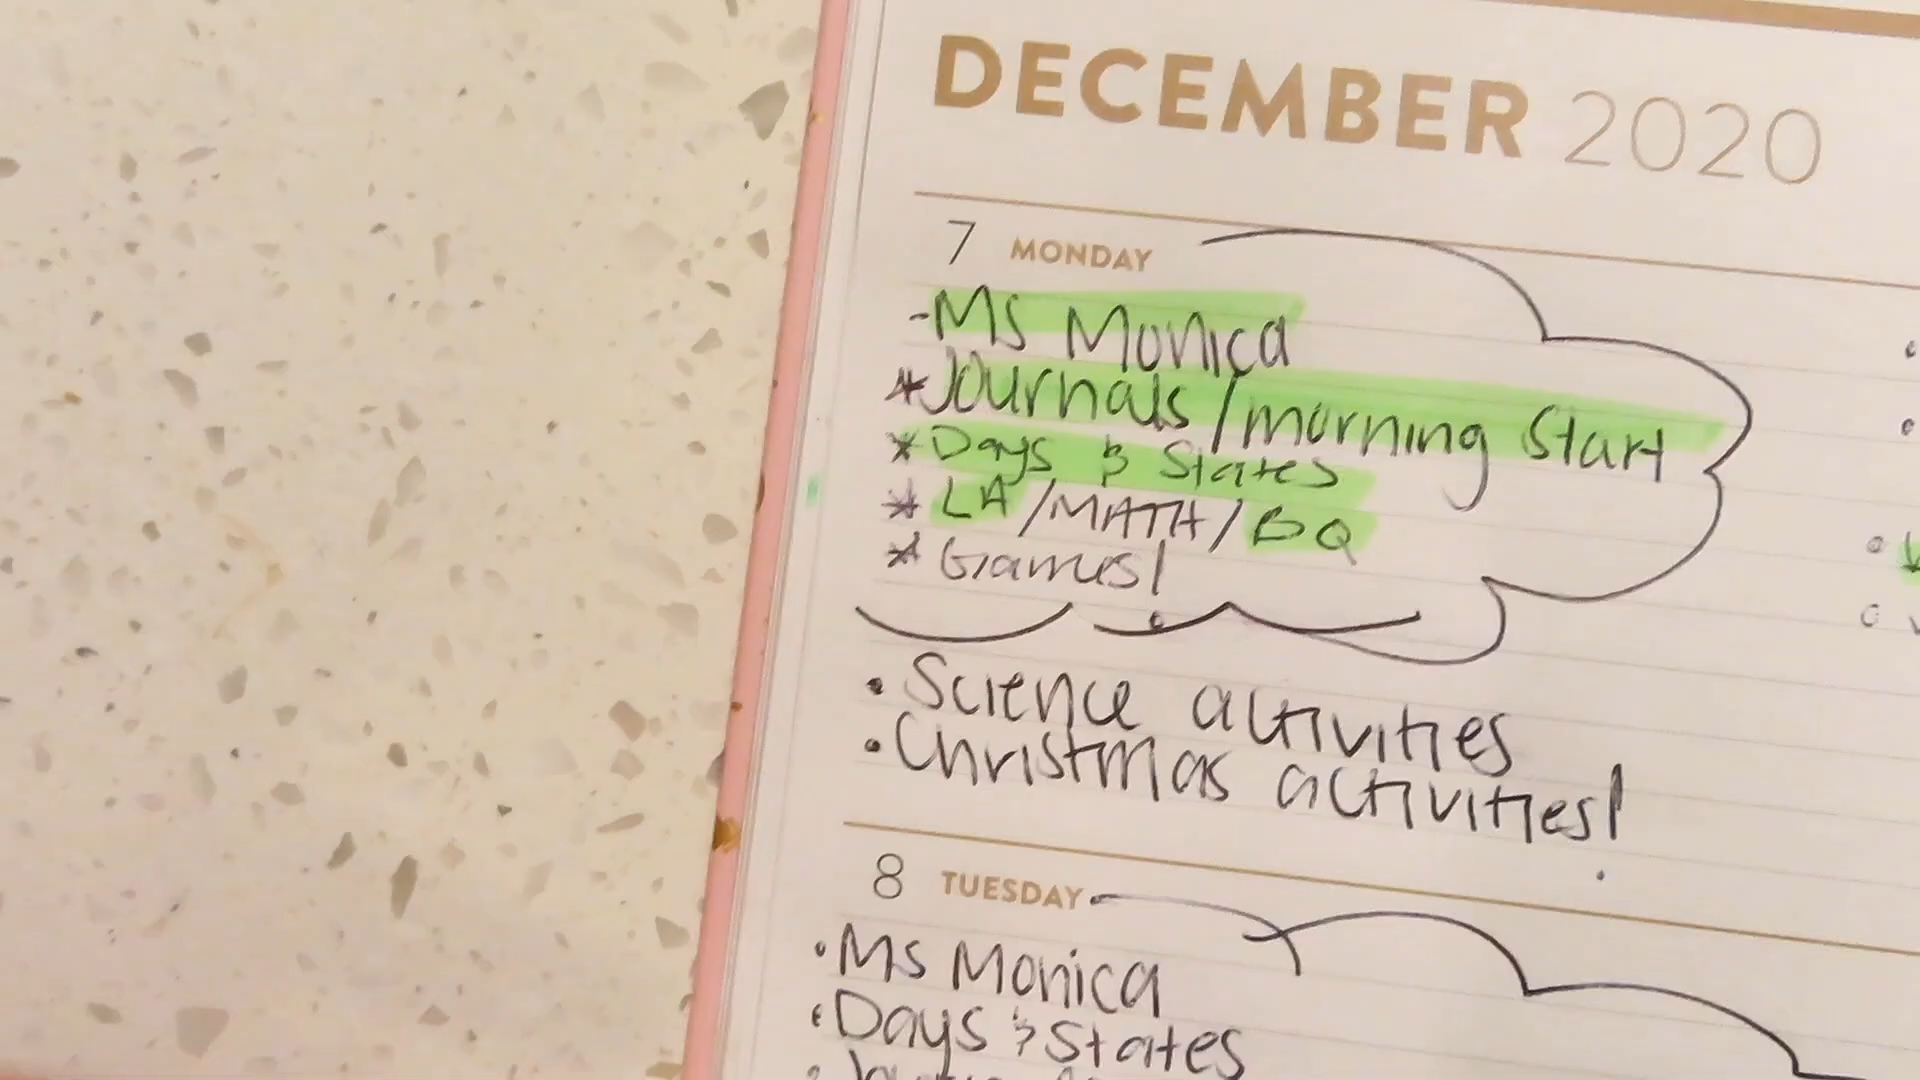 DECEMBER 2020
7 MONDAY
- Ms Monica
* Journals / morning Start
* Days & States
* LA / MATH / BQ
* Games!
• Science activities
• Christmas activities!
8 TUESDAY
• Ms Monica
• Days & States